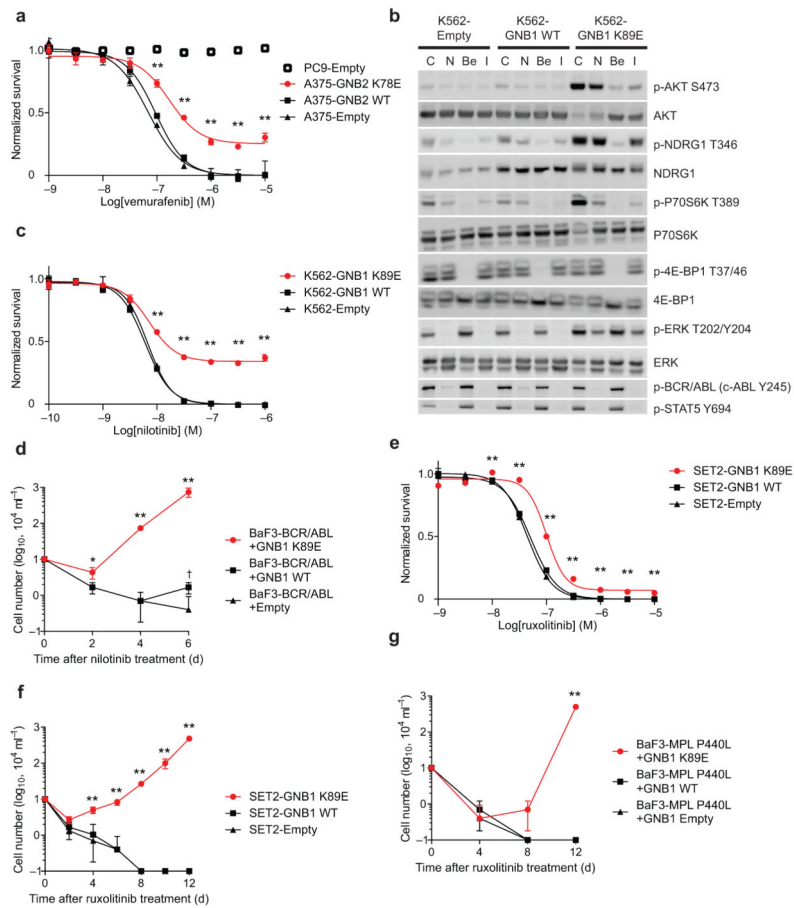 a
Normalized survival
1.0
0.5
0
**
**
**
**
**
−9
−8
−7
−6
−5
Log[vemurafenib] (M)
PC9-Empty
A375-GNB2 K78E
A375-GNB2 WT
A375-Empty
b
K562-
Empty
K562-
GNB1 WT
K562-
GNB1 K89E
C N Be I C N Be I C N Be I
p-AKT S473
AKT
p-NDRG1 T346
NDRG1
p-P70S6K T389
P70S6K
p-4E-BP1 T37/46
4E-BP1
p-ERK T202/Y204
ERK
p-BCR/ABL (c-ABL Y245)
p-STAT5 Y694
c
Normalized survival
1.0
0.5
0
**
**
**
**
**
−10
−9
−8
−7
−6
Log[nilotinib] (M)
K562-GNB1 K89E
K562-GNB1 WT
K562-Empty
d
Cell number (log₁₀, 10⁴ ml⁻¹)
3
2
1
0
−1
*
**
**
†
0
2
4
6
Time after nilotinib treatment (d)
BaF3-BCR/ABL
+GNB1 K89E
BaF3-BCR/ABL
+GNB1 WT
BaF3-BCR/ABL
+Empty
e
Normalized survival
1.0
0.5
0
**
**
**
**
**
**
**
−9
−8
−7
−6
−5
Log[ruxolitinib] (M)
SET2-GNB1 K89E
SET2-GNB1 WT
SET2-Empty
f
Cell number (log₁₀, 10⁴ ml⁻¹)
3
2
1
0
−1
**
**
**
**
**
0
4
8
12
Time after ruxolitinib treatment (d)
SET2-GNB1 K89E
SET2-GNB1 WT
SET2-Empty
g
Cell number (log₁₀, 10⁴ ml⁻¹)
3
2
1
0
−1
**
0
4
8
12
Time after ruxolitinib treatment (d)
BaF3-MPL P440L
+GNB1 K89E
BaF3-MPL P440L
+GNB1 WT
BaF3-MPL P440L
+GNB1 Empty